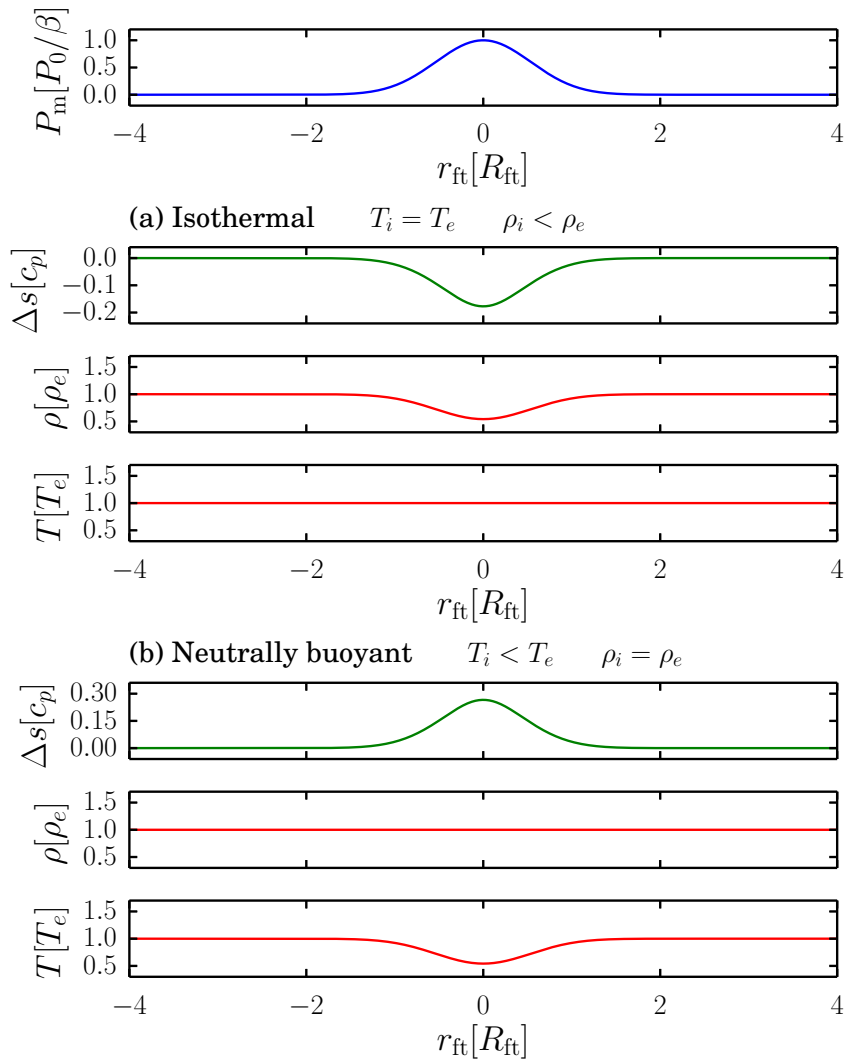 P_m[P_0/β]
1.0
0.5
0.0
−4 −2 0 2 4
r_ft[R_ft]
(a) Isothermal T_i = T_e ρ_i < ρ_e
Δs[c_p]
0.0
−0.1
−0.2
ρ[ρ_e]
1.5
1.0
0.5
T[T_e]
1.5
1.0
0.5
−4 −2 0 2 4
r_ft[R_ft]
(b) Neutrally buoyant T_i < T_e ρ_i = ρ_e
Δs[c_p]
0.30
0.15
0.00
ρ[ρ_e]
1.5
1.0
0.5
T[T_e]
1.5
1.0
0.5
−4 −2 0 2 4
r_ft[R_ft]